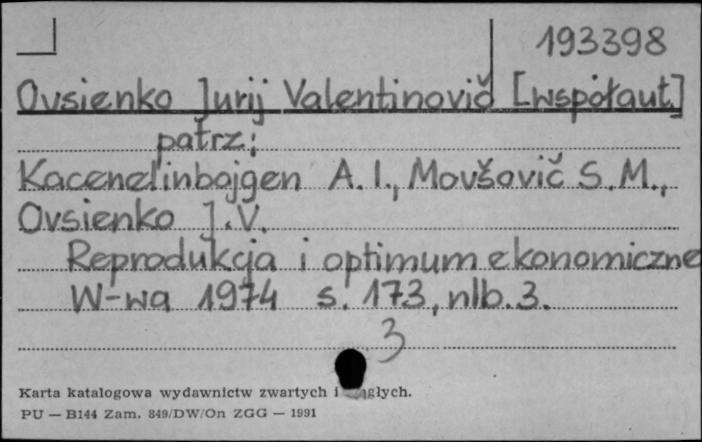 193398
Ovsienko Jurij Valentinovič [współaut.]
patrz:
Kacenelinbojgen A. I., Movšovič S. M.,
Ovsienko J. V.
Reprodukcja i optimum ekonomiczne
W-wa 1974 s. 173, nlb. 3.
3
Karta katalogowa wydawnictw zwartych i
PU — B144 Zam. 849/DW/On ZGG — 1991